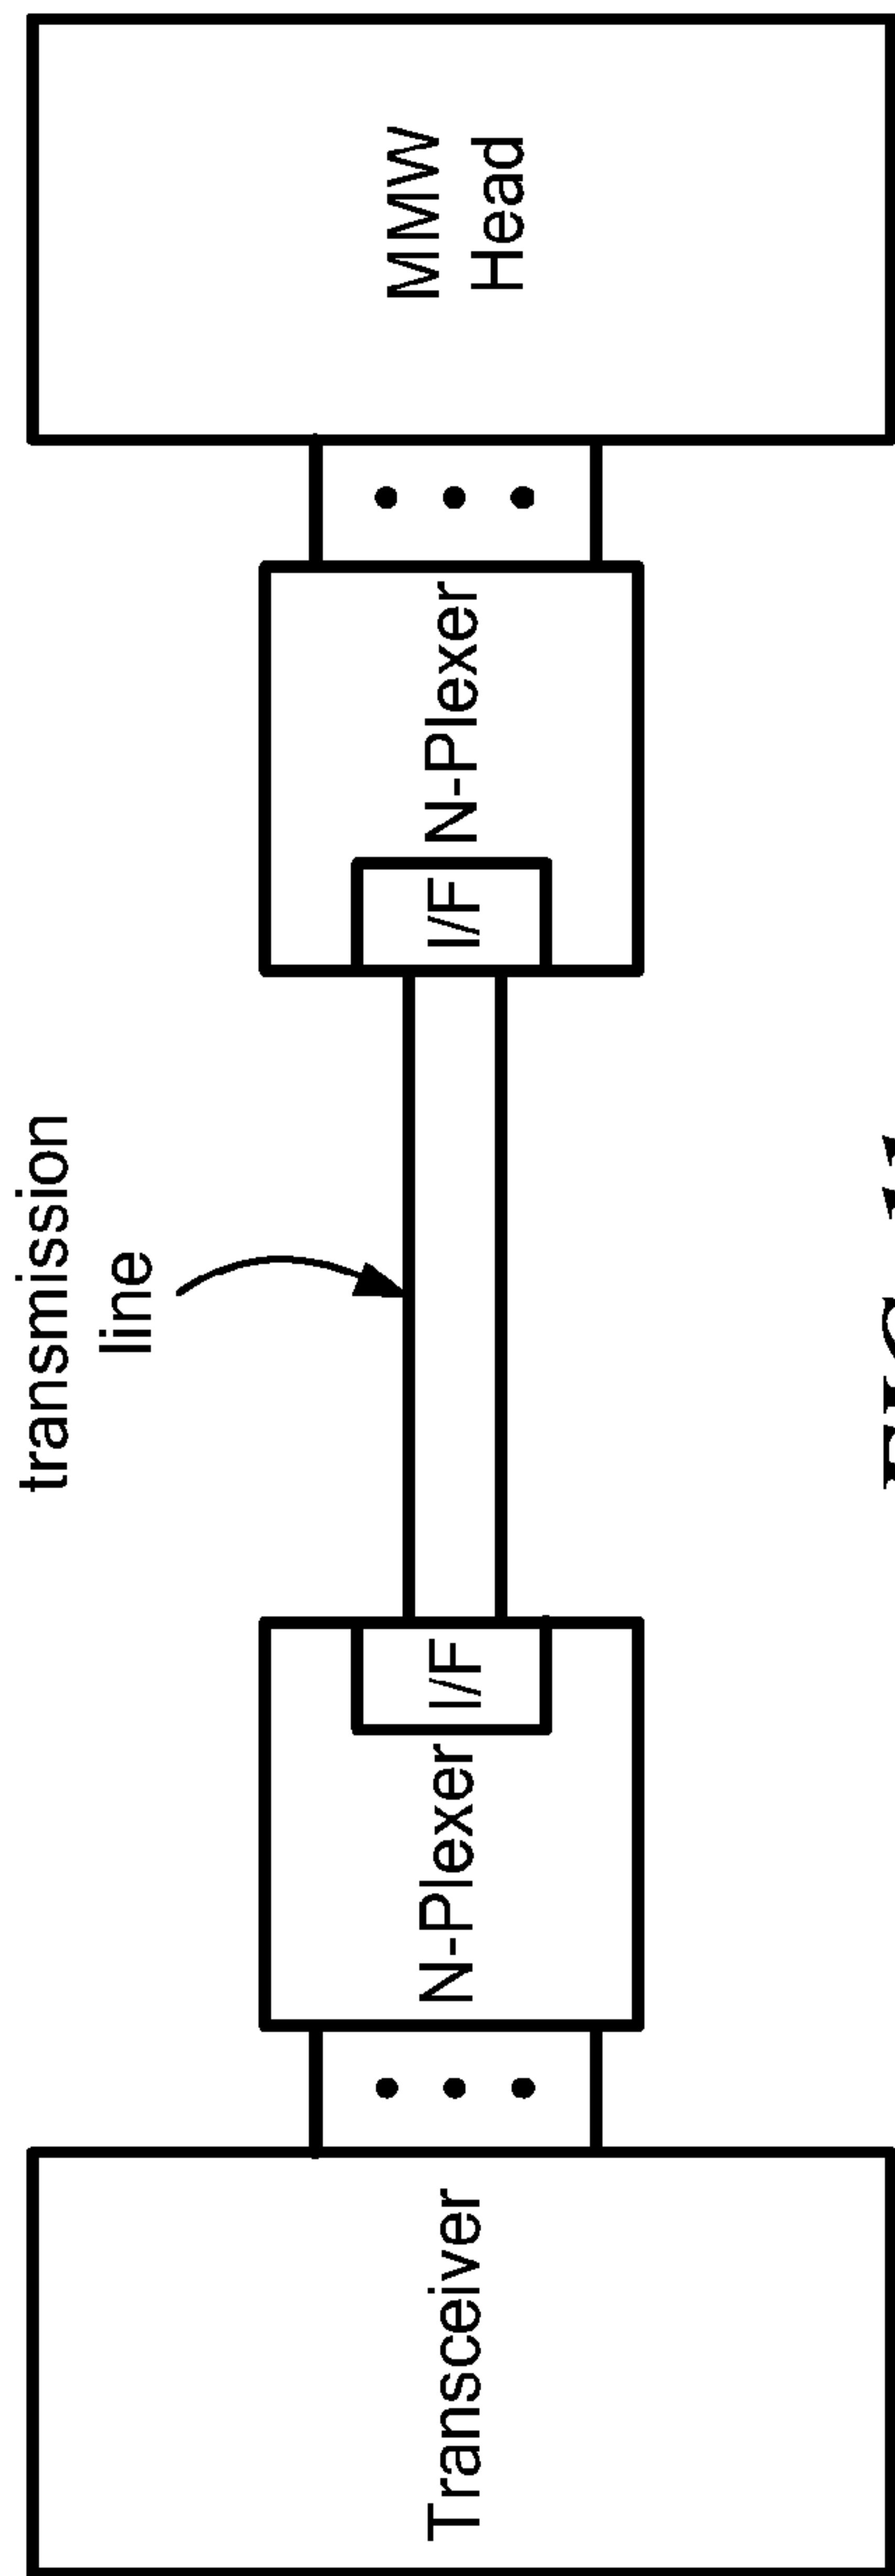 transmission
line
Transceiver
N-Plexer
I/F
I/F
N-Plexer
MMW
Head